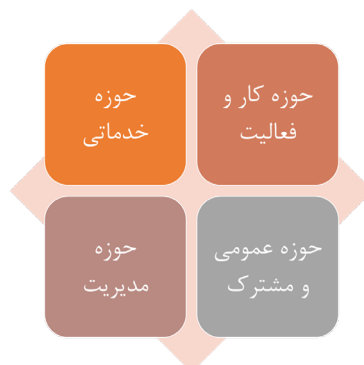 حوزه کار و
فعالیت
حوزه
خدماتی
حوزه عمومی
و مشترک
حوزه
مدیریت